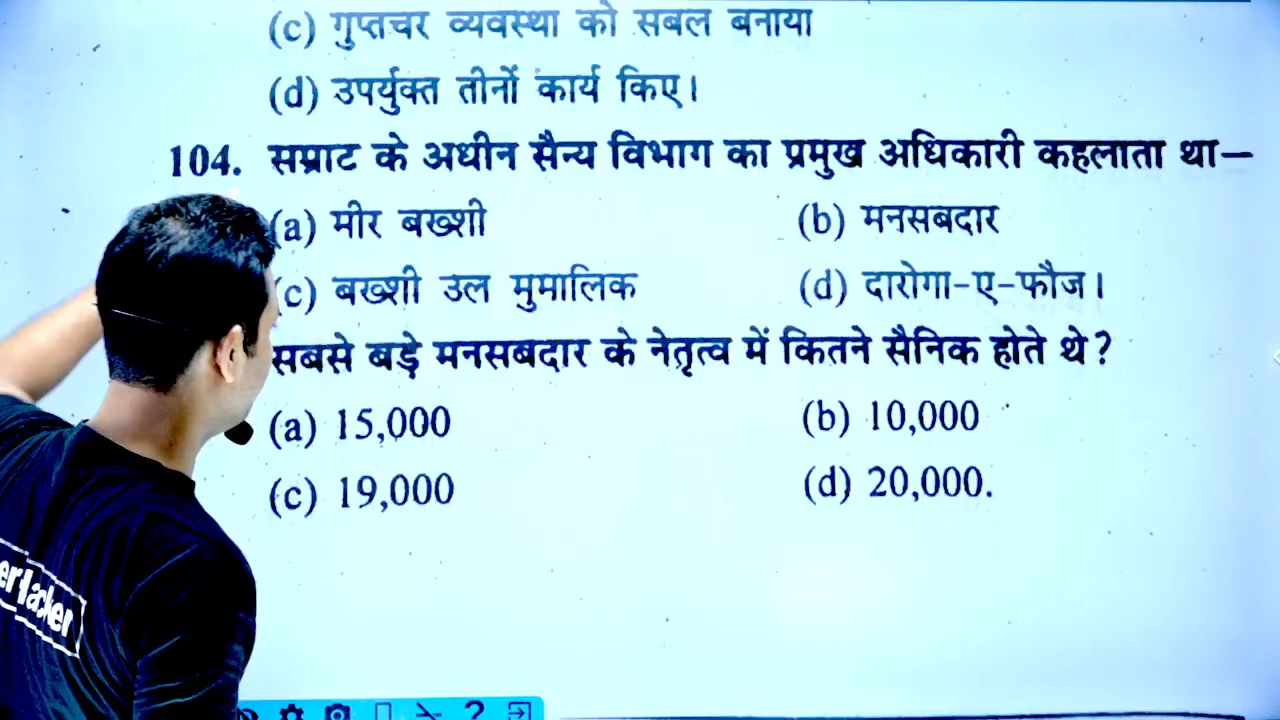 (c) गुप्तचर व्यवस्था को सबल बनाया
(d) उपर्युक्त तीनों कार्य किए।
104. सम्राट के अधीन सैन्य विभाग का प्रमुख अधिकारी कहलाता था—
(a) मीर बख्शी (b) मनसबदार
(c) बख्शी उल मुमालिक (d) दारोगा-ए-फौज।
सबसे बड़े मनसबदार के नेतृत्व में कितने सैनिक होते थे?
(a) 15,000 (b) 10,000
(c) 19,000 (d) 20,000.